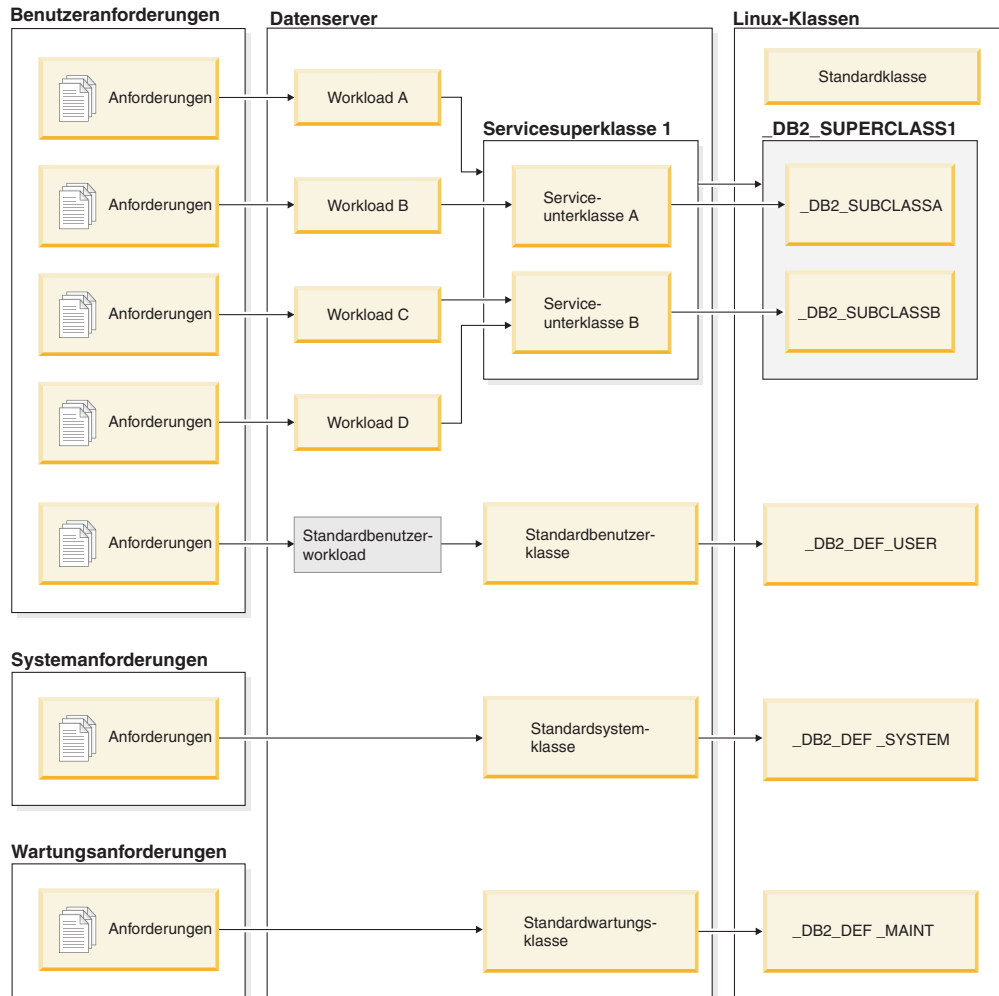 Benutzeranforderungen
Datenserver
Linux-Klassen
Anforderungen
Workload A
Standardklasse
Servicesuperklasse 1
_DB2_SUPERCLASS1
Anforderungen
Workload B
Service-
unterklasse A
_DB2_SUBCLASSA
Anforderungen
Workload C
Service-
unterklasse B
_DB2_SUBCLASSB
Anforderungen
Workload D
Anforderungen
Standardbenutzer-
workload
Standardbenutzer-
klasse
_DB2_DEF_USER
Systemanforderungen
Anforderungen
Standardsystem-
klasse
_DB2_DEF _SYSTEM
Wartungsanforderungen
Anforderungen
Standardwartungs-
klasse
_DB2_DEF _MAINT